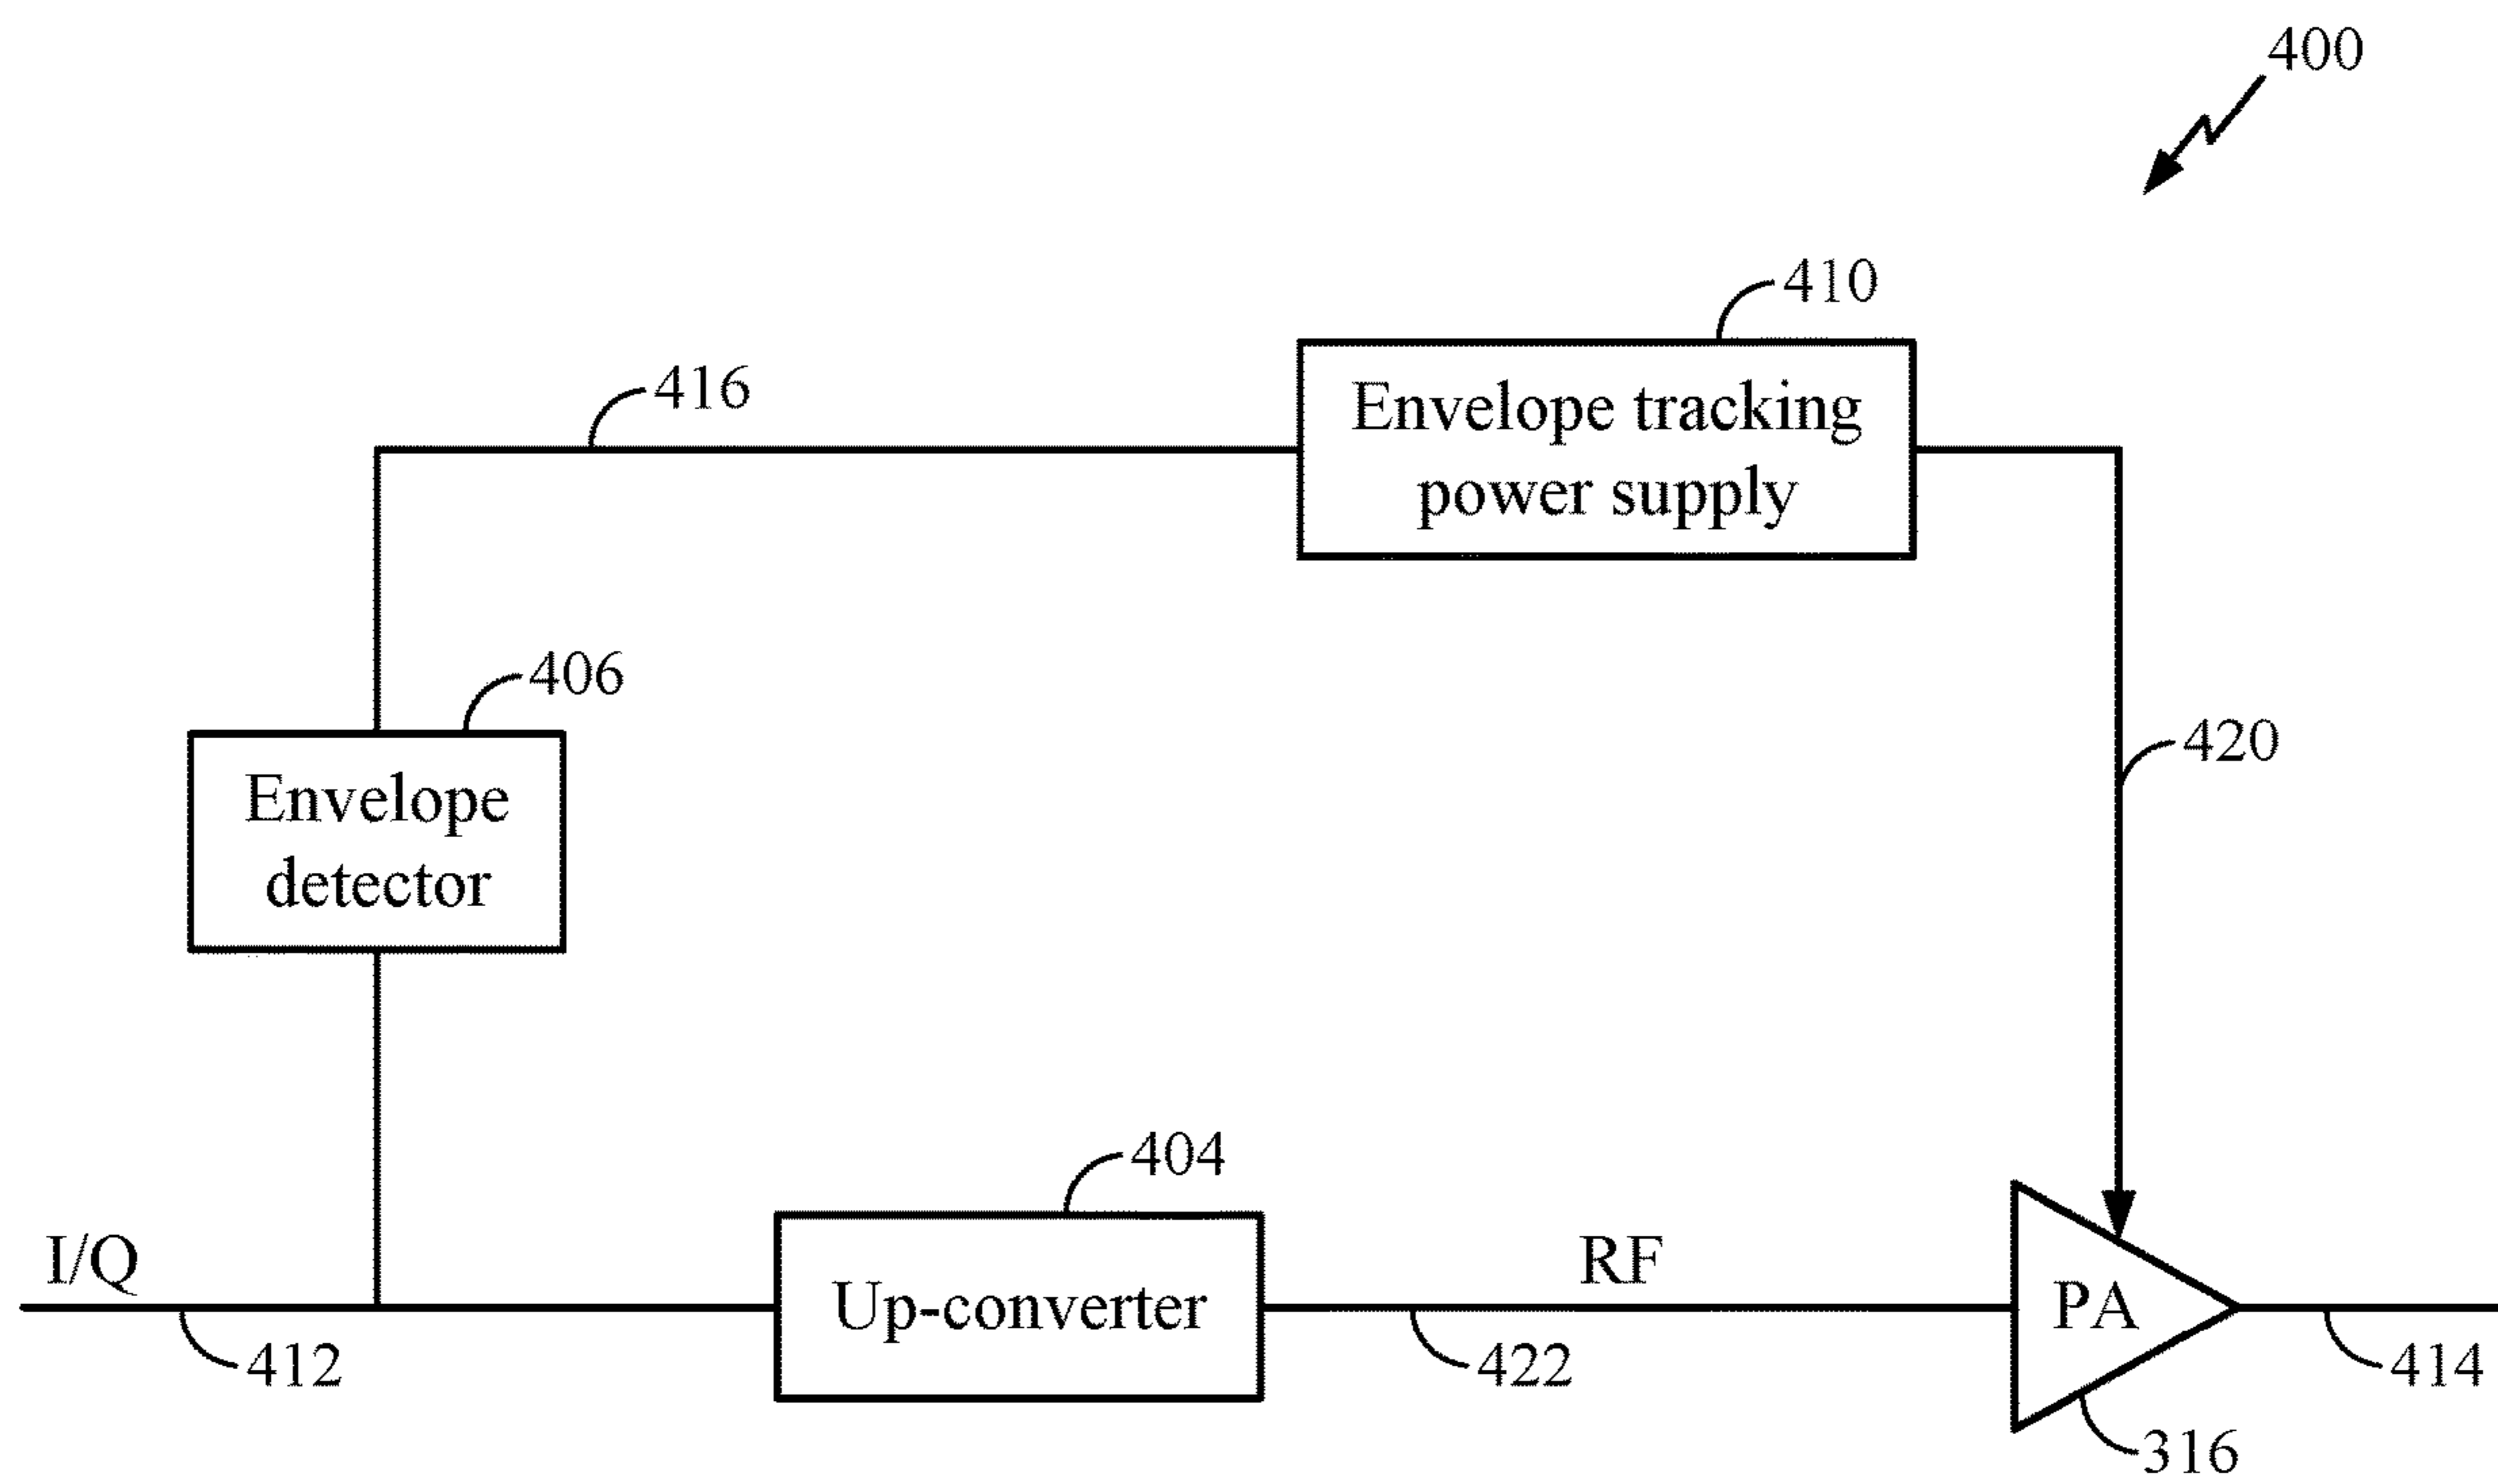 400
410
Envelope tracking
power supply
416
406
Envelope
detector
420
404
I/Q
Up-converter
RF
PA
412
422
414
316